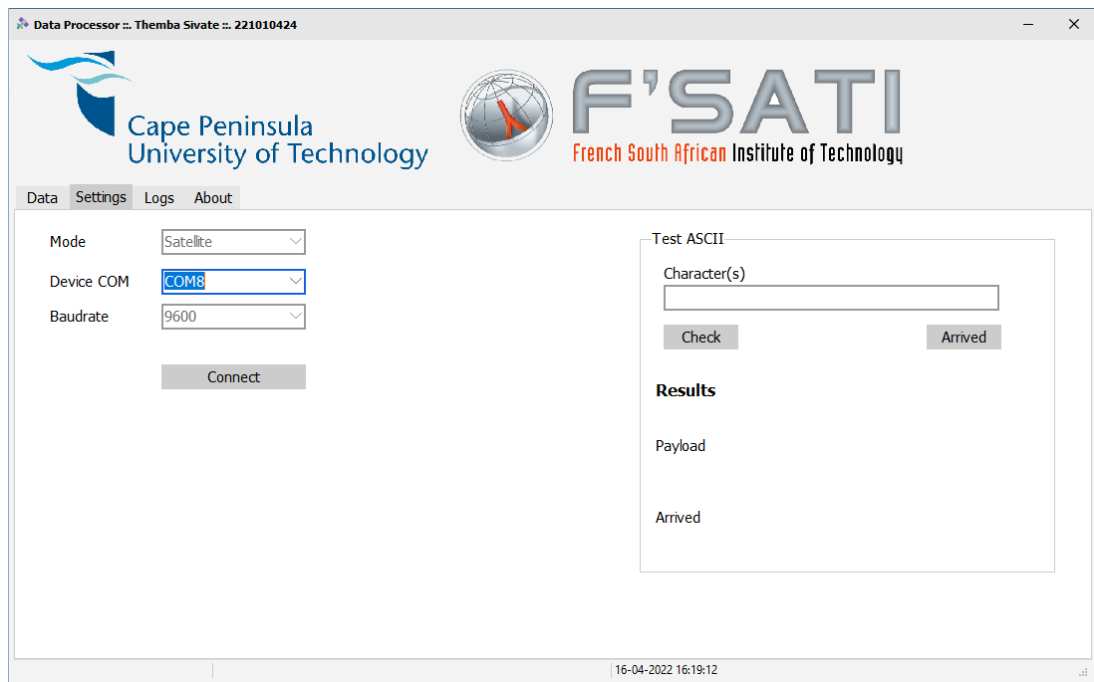 Data Processor ::. Themba Sivate ::. 221010424
Cape Peninsula
University of Technology
F'SATI
French South African Institute of Technology
Data Settings Logs About
Mode Satellite
Device COM COM8
Baudrate 9600
Connect
Test ASCII
Character(s)
Check Arrived
Results
Payload
Arrived
16-04-2022 16:19:12